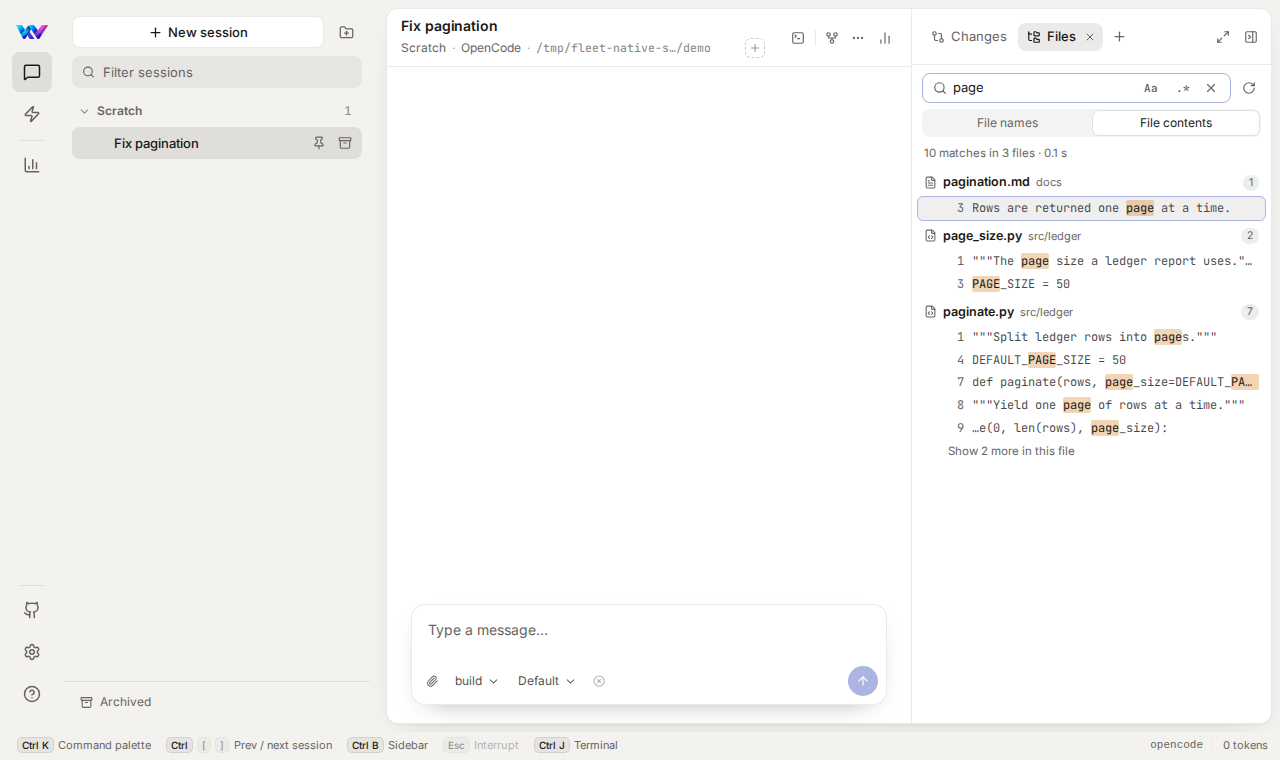 New session
Filter sessions
Scratch 1
Fix pagination
Archived
Fix pagination
Scratch · OpenCode · /tmp/fleet-native-s…/demo
Type a message...
build Default
Changes Files
page Aa .*
File names File contents
10 matches in 3 files · 0.1 s
pagination.md docs 1
3 Rows are returned one page at a time.
page_size.py src/ledger 2
1 """The page size a ledger report uses."…
3 PAGE_SIZE = 50
paginate.py src/ledger 7
1 """Split ledger rows into pages."""
4 DEFAULT_PAGE_SIZE = 50
7 def paginate(rows, page_size=DEFAULT_PA…
8 """Yield one page of rows at a time."""
9 …e(0, len(rows), page_size):
Show 2 more in this file
Ctrl K Command palette Ctrl [ ] Prev / next session Ctrl B Sidebar Esc Interrupt Ctrl J Terminal opencode 0 tokens